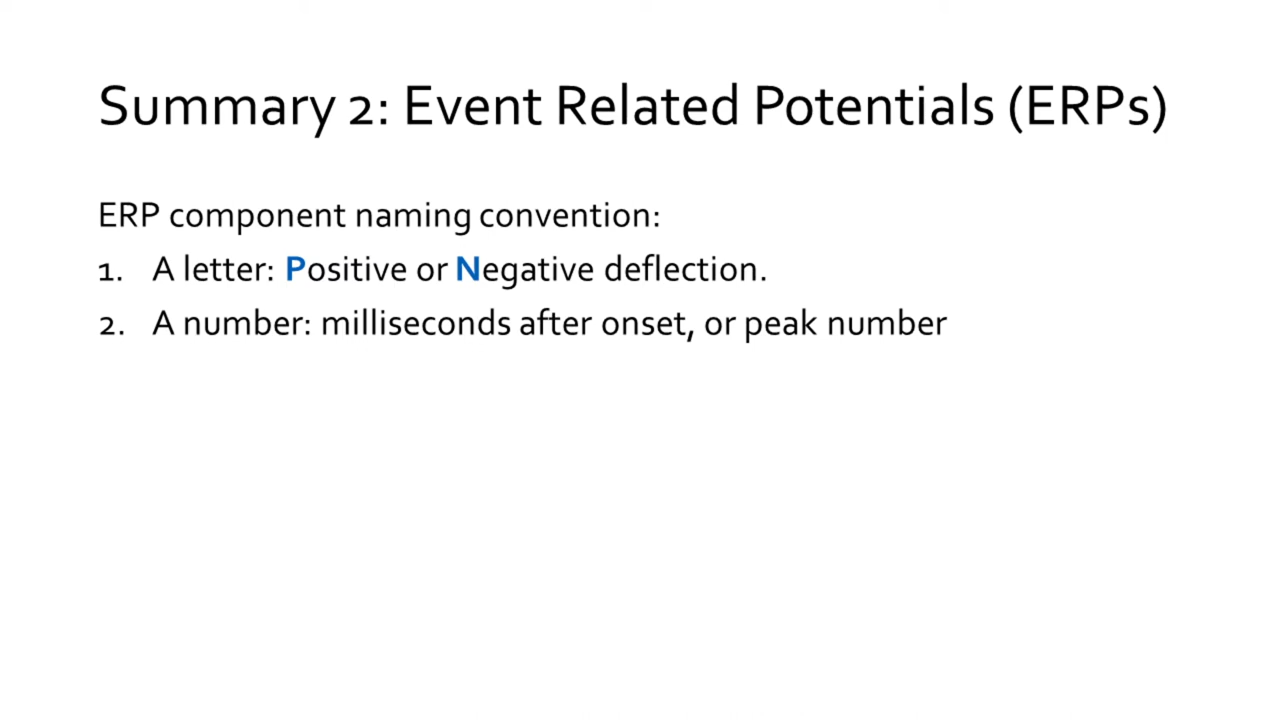 Summary 2: Event Related Potentials (ERPs)
ERP component naming convention:
1. A letter: Positive or Negative deflection.
2. A number: milliseconds after onset, or peak number